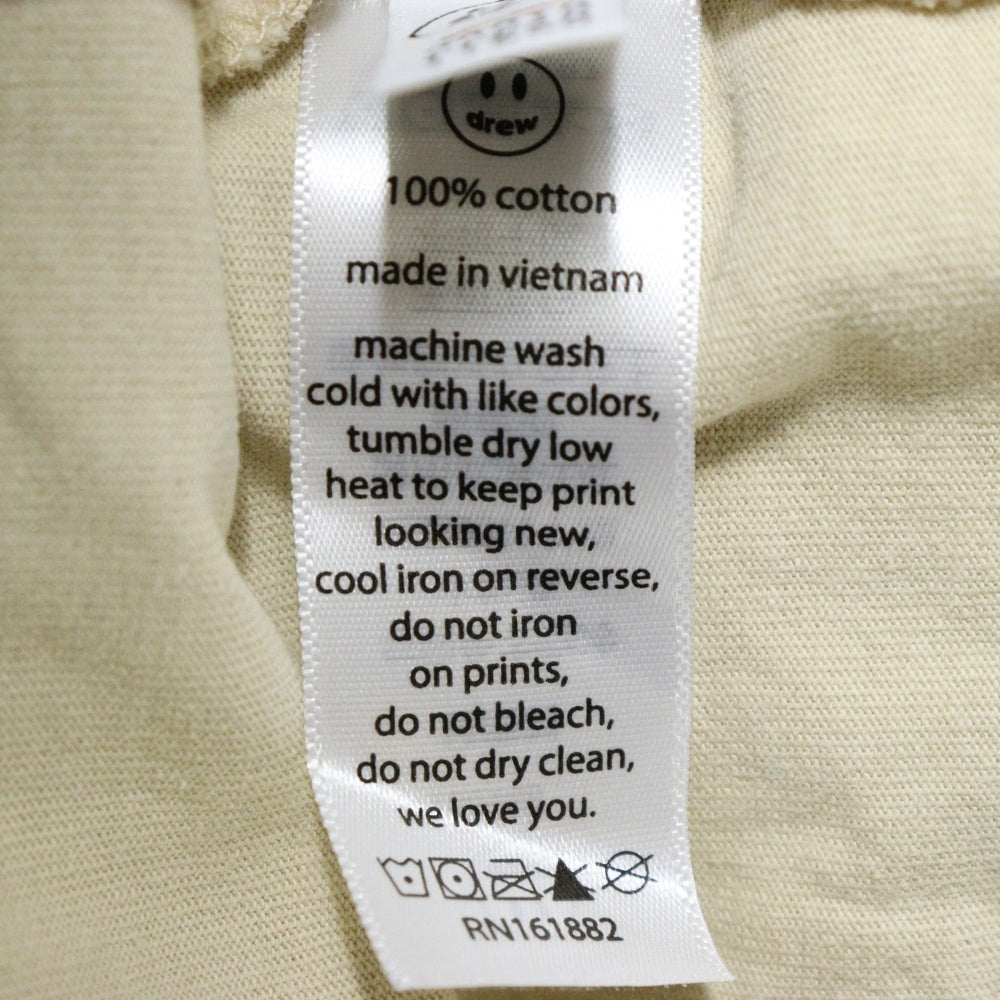 drew
100% cotton
made in vietnam
machine wash
cold with like colors,
tumble dry low
heat to keep print
looking new,
cool iron on reverse,
do not iron
on prints,
do not bleach,
do not dry clean,
we love you.
RN161882